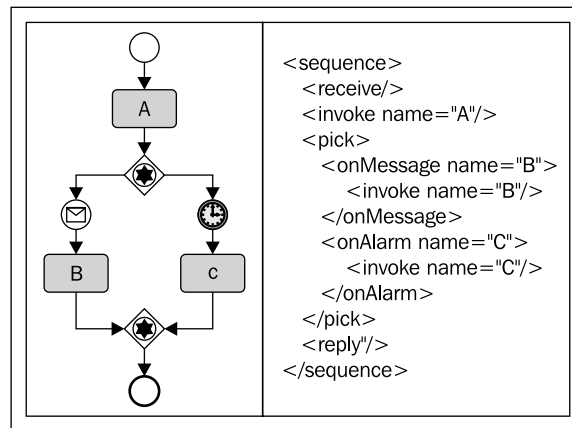 A
B
c
<sequence>
<receive/>
<invoke name="A"/>
<pick>
<onMessage name="B">
<invoke name="B"/>
</onMessage>
<onAlarm name="C">
<invoke name="C"/>
</onAlarm>
</pick>
<reply"/>
</sequence>